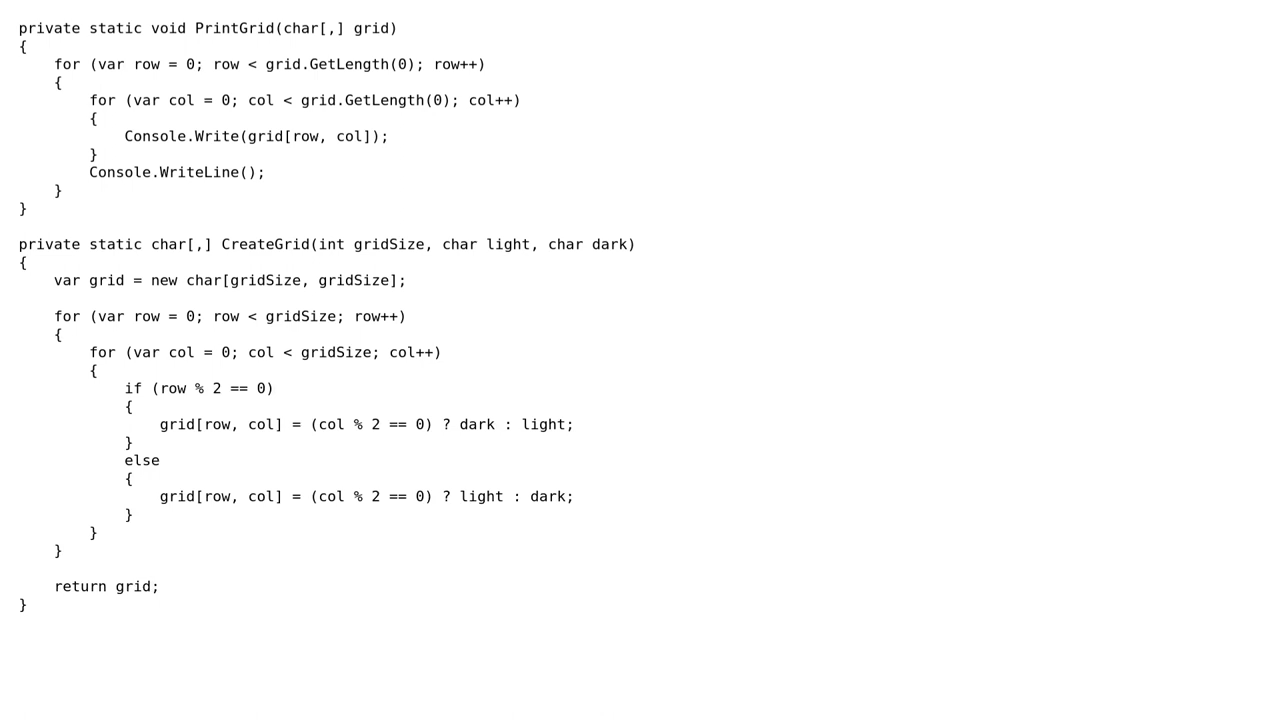 private static void PrintGrid(char[,] grid)
{
    for (var row = 0; row < grid.GetLength(0); row++)
    {
        for (var col = 0; col < grid.GetLength(0); col++)
        {
            Console.Write(grid[row, col]);
        }
        Console.WriteLine();
    }
}

private static char[,] CreateGrid(int gridSize, char light, char dark)
{
    var grid = new char[gridSize, gridSize];

    for (var row = 0; row < gridSize; row++)
    {
        for (var col = 0; col < gridSize; col++)
        {
            if (row % 2 == 0)
            {
                grid[row, col] = (col % 2 == 0) ? dark : light;
            }
            else
            {
                grid[row, col] = (col % 2 == 0) ? light : dark;
            }
        }
    }

    return grid;
}